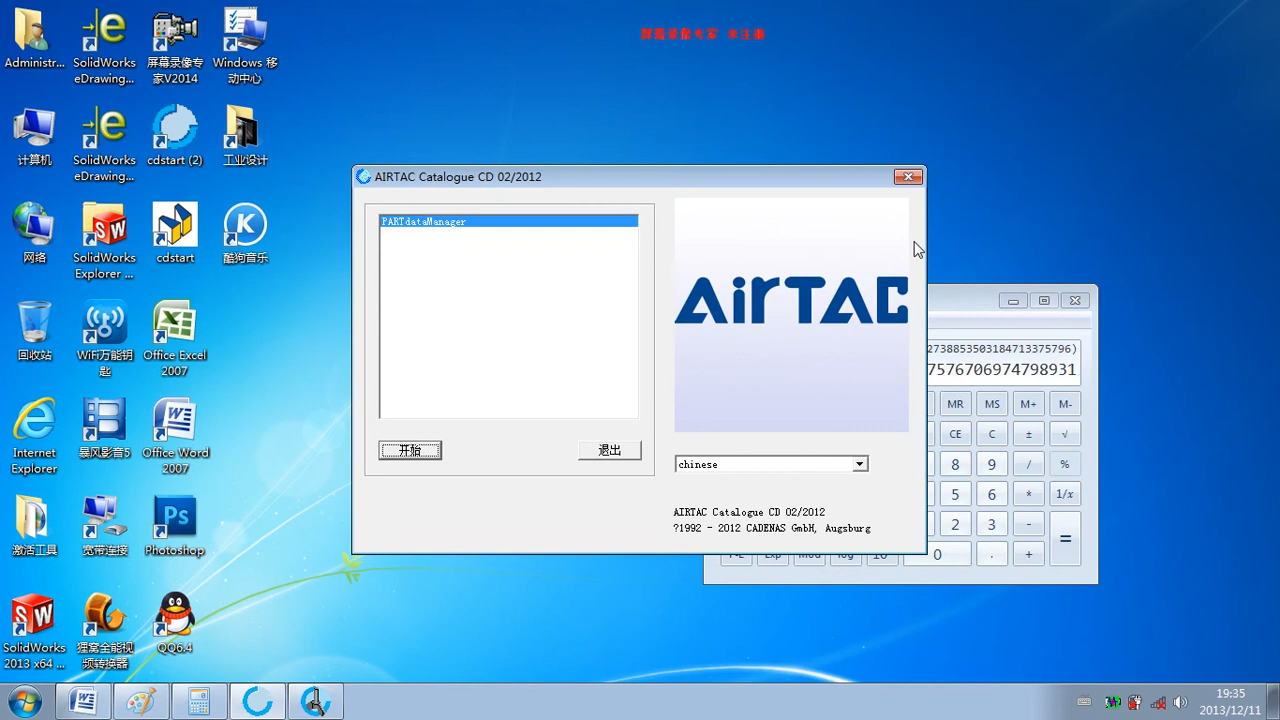 Administr...
SolidWorks eDrawing...
屏幕录像专家V2014
Windows 移动中心
屏幕录像专家 未注册
计算机
SolidWorks eDrawing...
cdstart (2)
工业设计
网络
SolidWorks Explorer ...
cdstart
酷狗音乐
回收站
WiFi万能钥匙
Office Excel 2007
Internet Explorer
暴风影音5
Office Word 2007
激活工具
宽带连接
Photoshop
SolidWorks 2013 x64 ...
狸窝全能视频转换器
QQ6.4
AIRTAC Catalogue CD 02/2012
PARTdataManager
AirTAC
开始
退出
chinese
AIRTAC Catalogue CD 02/2012
?1992 - 2012 CADENAS GmbH, Augsburg
2738853503184713375796)
7576706974798931
MR MS M+ M-
CE C ± √
8 9 / %
5 6 * 1/x
2 3 - =
0 . +
19:35
2013/12/11